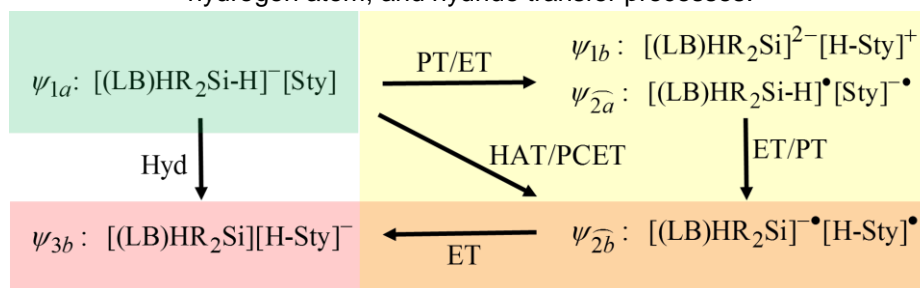 hydrogen atom, and hydride transfer processes.
ψ₁ₐ: [(LB)HR₂Si-H]⁻[Sty]
PT/ET
ψ₁b : [(LB)HR₂Si]²⁻[H-Sty]⁺
ψ₂ₐ͡ : [(LB)HR₂Si-H]•[Sty]⁻•
Hyd
HAT/PCET
ET/PT
ψ₃b : [(LB)HR₂Si][H-Sty]⁻
ET
ψ₂b͡ : [(LB)HR₂Si]⁻•[H-Sty]•